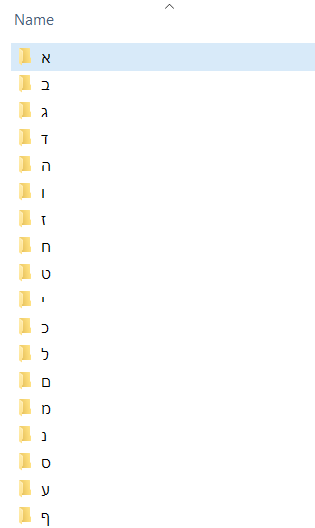 Name
א
ב
ג
ד
ה
ו
ז
ח
ט
י
כ
ל
ם
מ
נ
ס
ע
ף